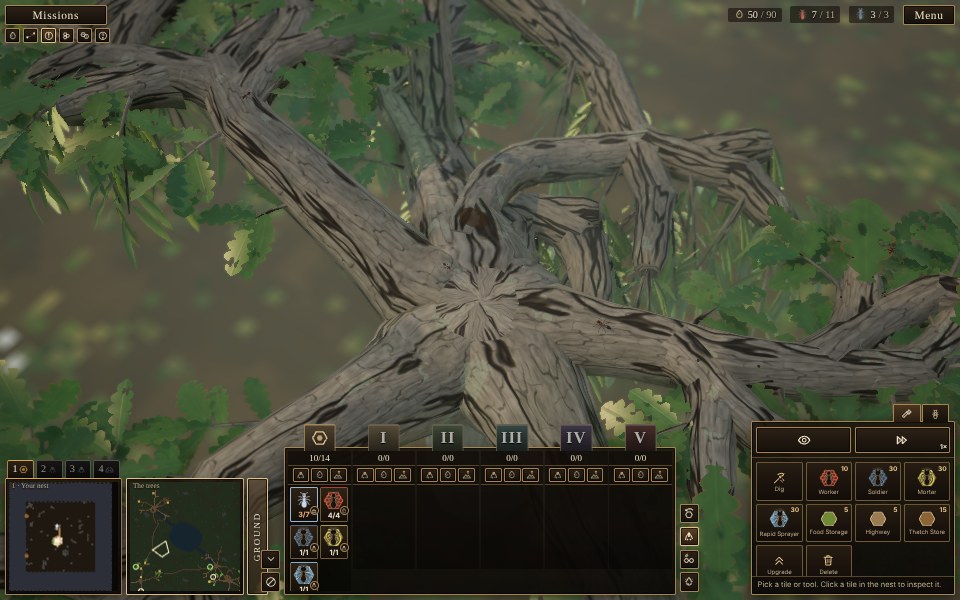 Missions
50 / 90
7 / 11
3 / 3
Menu
1
2
3
4
1 - Your nest
The trees
GROUND
I
II
III
IV
V
10/14
0/0
0/0
0/0
0/0
0/0
3/7
4/4
1/1
1/1
1/1
1x
Dig
10
Worker
30
Soldier
30
Mortar
30
Rapid Sprayer
5
Food Storage
5
Highway
15
Thatch Store
Upgrade
Delete
Pick a tile or tool. Click a tile in the nest to inspect it.